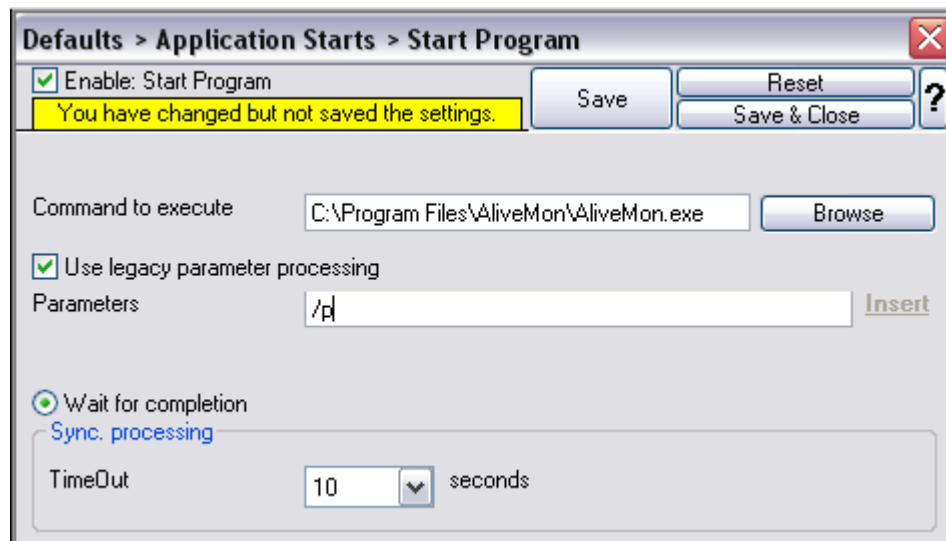 Defaults > Application Starts > Start Program
Enable: Start Program
You have changed but not saved the settings.
Save
Reset
Save & Close
?
Command to execute
C:\Program Files\AliveMon\AliveMon.exe
Browse
Use legacy parameter processing
Parameters
/p
Insert
Wait for completion
Sync. processing
TimeOut
10
seconds